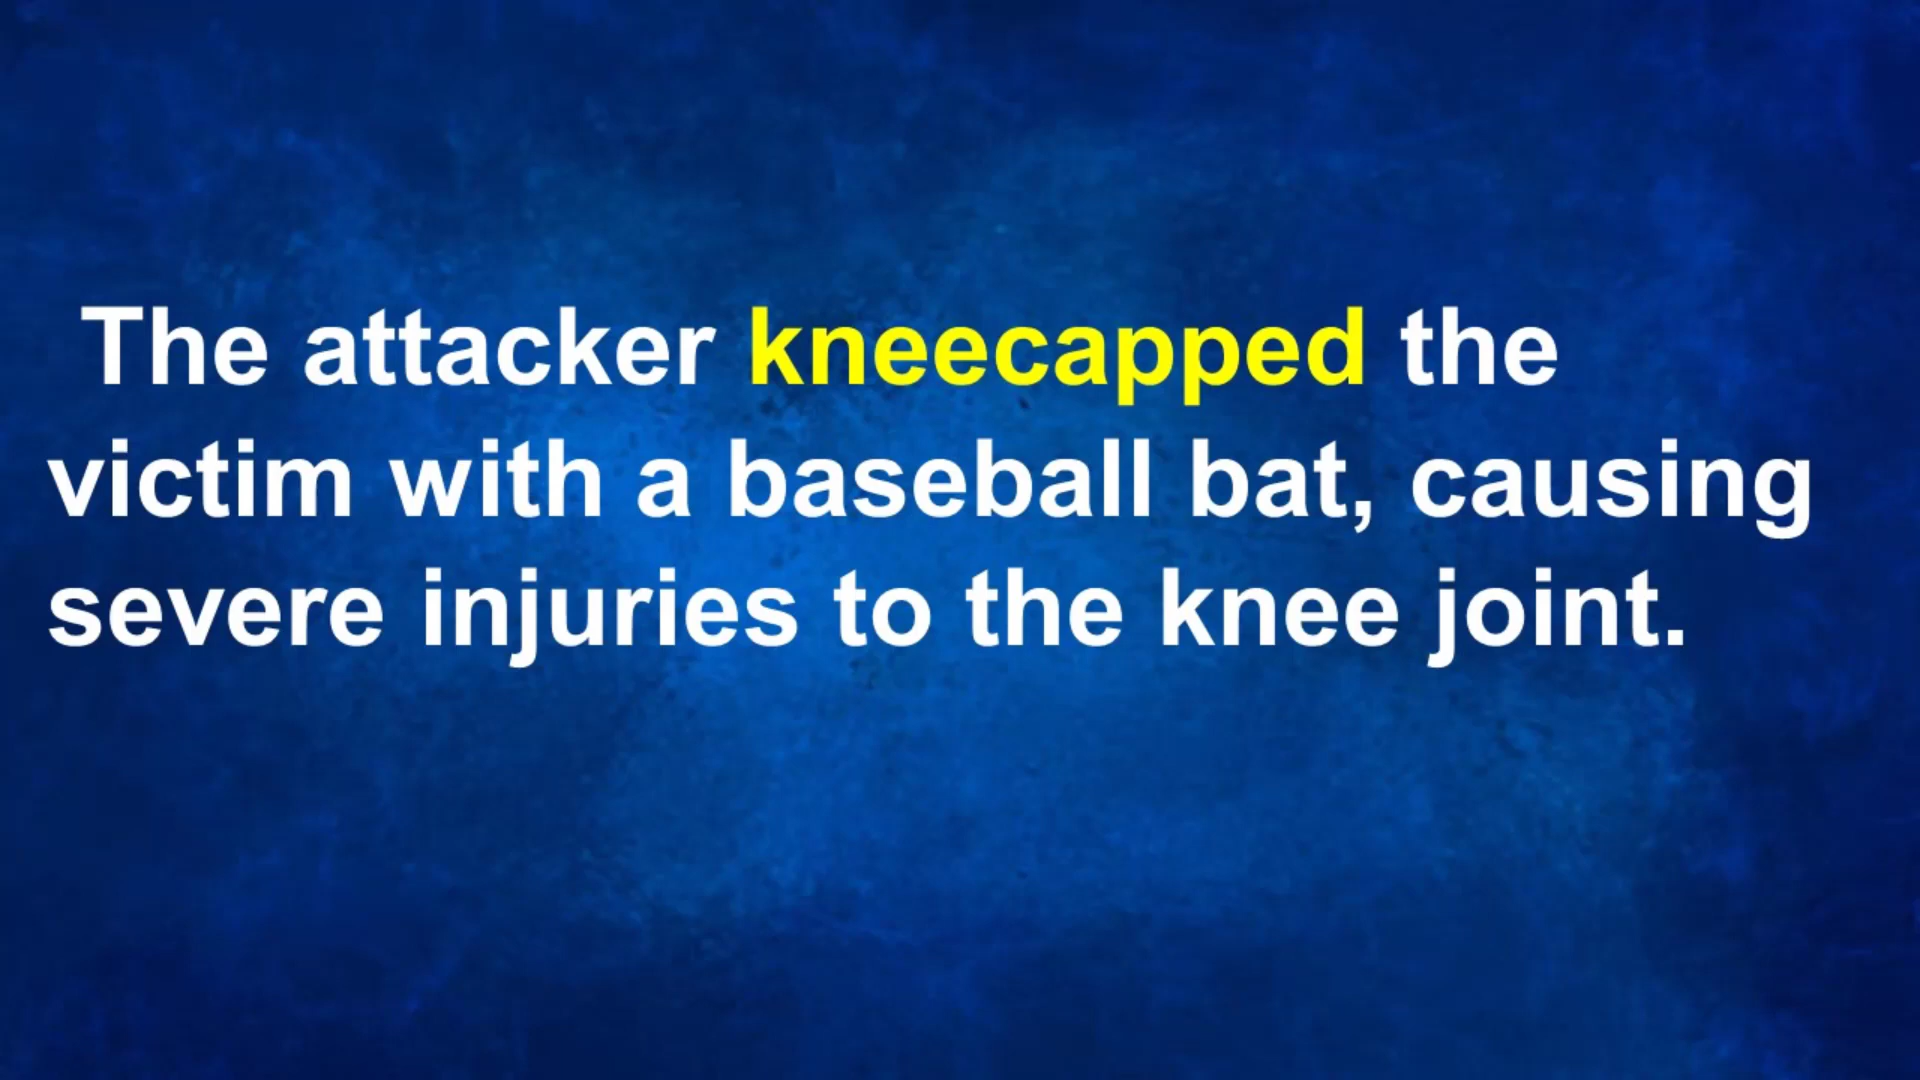 The attacker kneecapped the
victim with a baseball bat, causing
severe injuries to the knee joint.